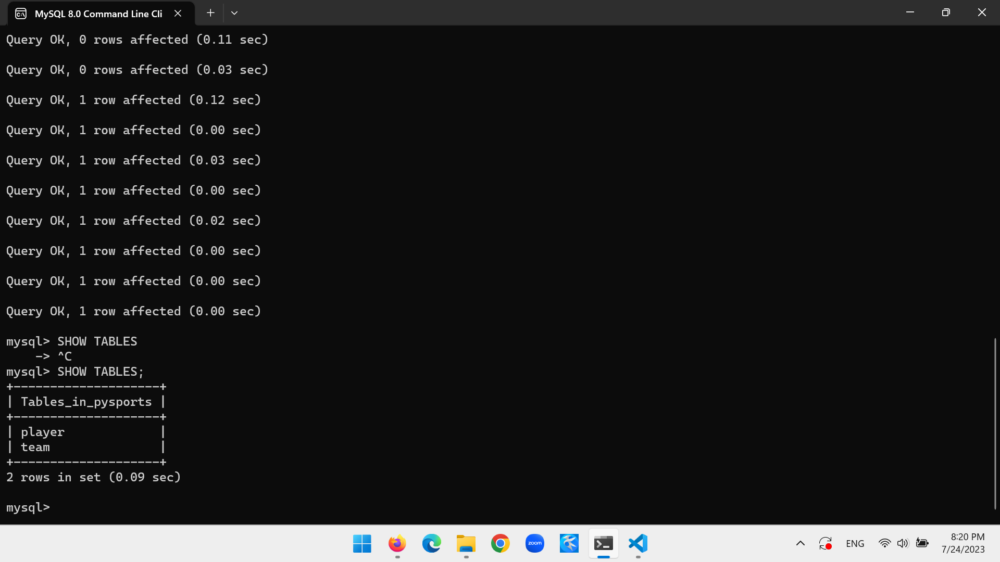 MySQL 8.0 Command Line Cli
Query OK, 0 rows affected (0.11 sec)
Query OK, 0 rows affected (0.03 sec)
Query OK, 1 row affected (0.12 sec)
Query OK, 1 row affected (0.00 sec)
Query OK, 1 row affected (0.03 sec)
Query OK, 1 row affected (0.00 sec)
Query OK, 1 row affected (0.02 sec)
Query OK, 1 row affected (0.00 sec)
Query OK, 1 row affected (0.00 sec)
Query OK, 1 row affected (0.00 sec)
mysql> SHOW TABLES
    -> ^C
mysql> SHOW TABLES;
+--------------------+
| Tables_in_pysports |
+--------------------+
| player             |
| team               |
+--------------------+
2 rows in set (0.09 sec)
mysql>
zoom
ENG
8:20 PM
7/24/2023